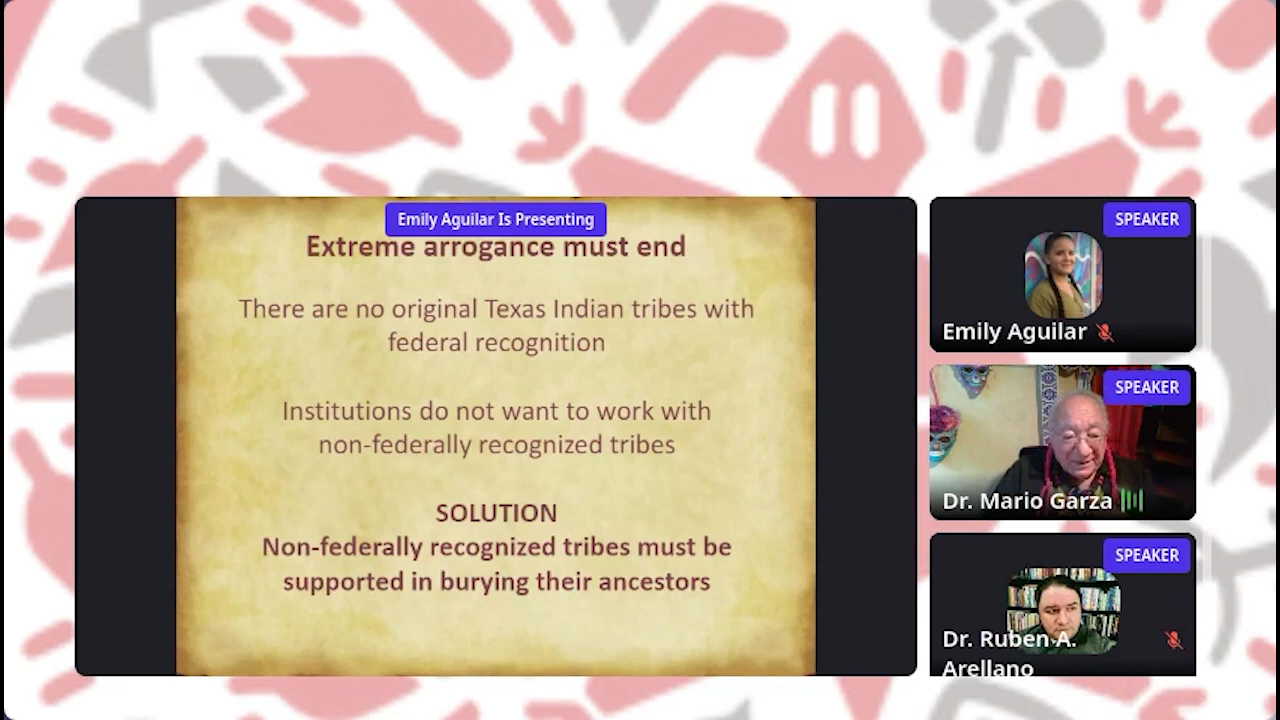 Emily Aguilar Is Presenting
Extreme arrogance must end
There are no original Texas Indian tribes with
federal recognition
Institutions do not want to work with
non-federally recognized tribes
SOLUTION
Non-federally recognized tribes must be
supported in burying their ancestors
SPEAKER
Emily Aguilar
SPEAKER
Dr. Mario Garza
SPEAKER
Dr. Ruben A.
Arellano